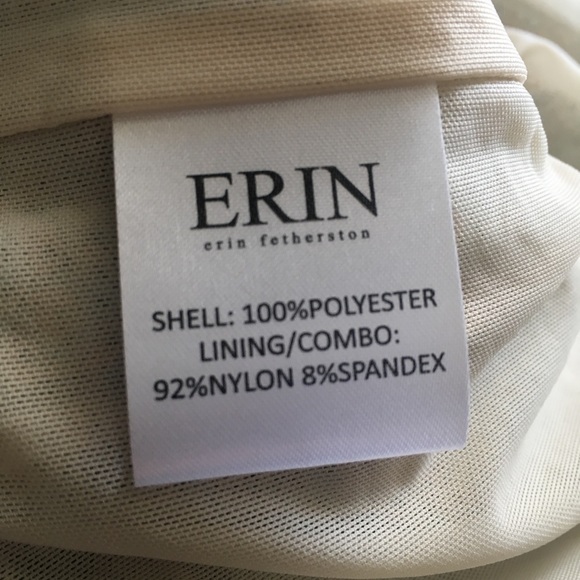 ERIN
erin fetherston
SHELL: 100%POLYESTER
LINING/COMBO:
92%NYLON 8%SPANDEX